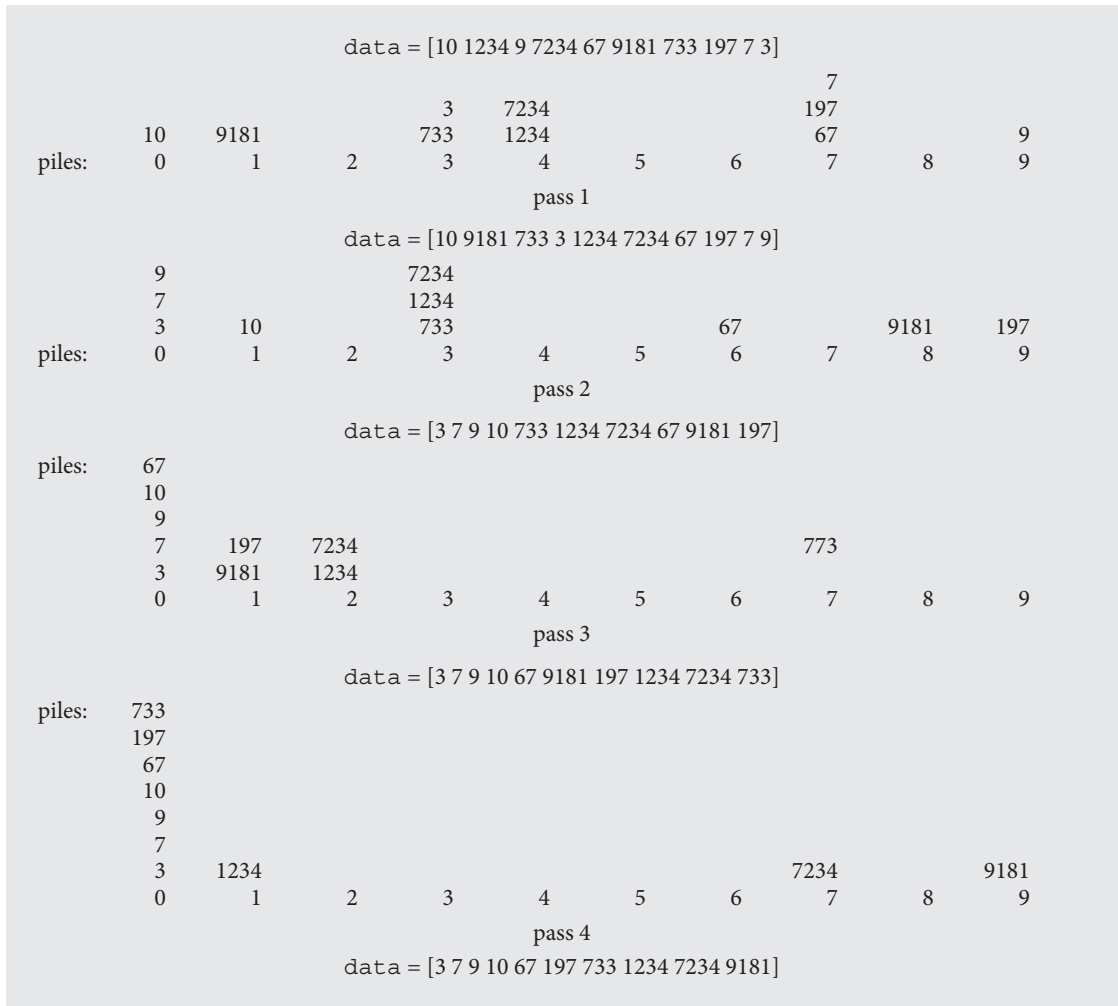 data = [10 1234 9 7234 67 9181 733 197 7 3]
7
3 7234 197
10 9181 733 1234 67 9
piles: 0 1 2 3 4 5 6 7 8 9
pass 1
data = [10 9181 733 3 1234 7234 67 197 7 9]
9 7234
7 1234
3 10 733 67 9181 197
piles: 0 1 2 3 4 5 6 7 8 9
pass 2
data = [3 7 9 10 733 1234 7234 67 9181 197]
piles: 67
10
9
7 197 7234 773
3 9181 1234
0 1 2 3 4 5 6 7 8 9
pass 3
data = [3 7 9 10 67 9181 197 1234 7234 733]
piles: 733
197
67
10
9
7
3 1234 7234 9181
0 1 2 3 4 5 6 7 8 9
pass 4
data = [3 7 9 10 67 197 733 1234 7234 9181]